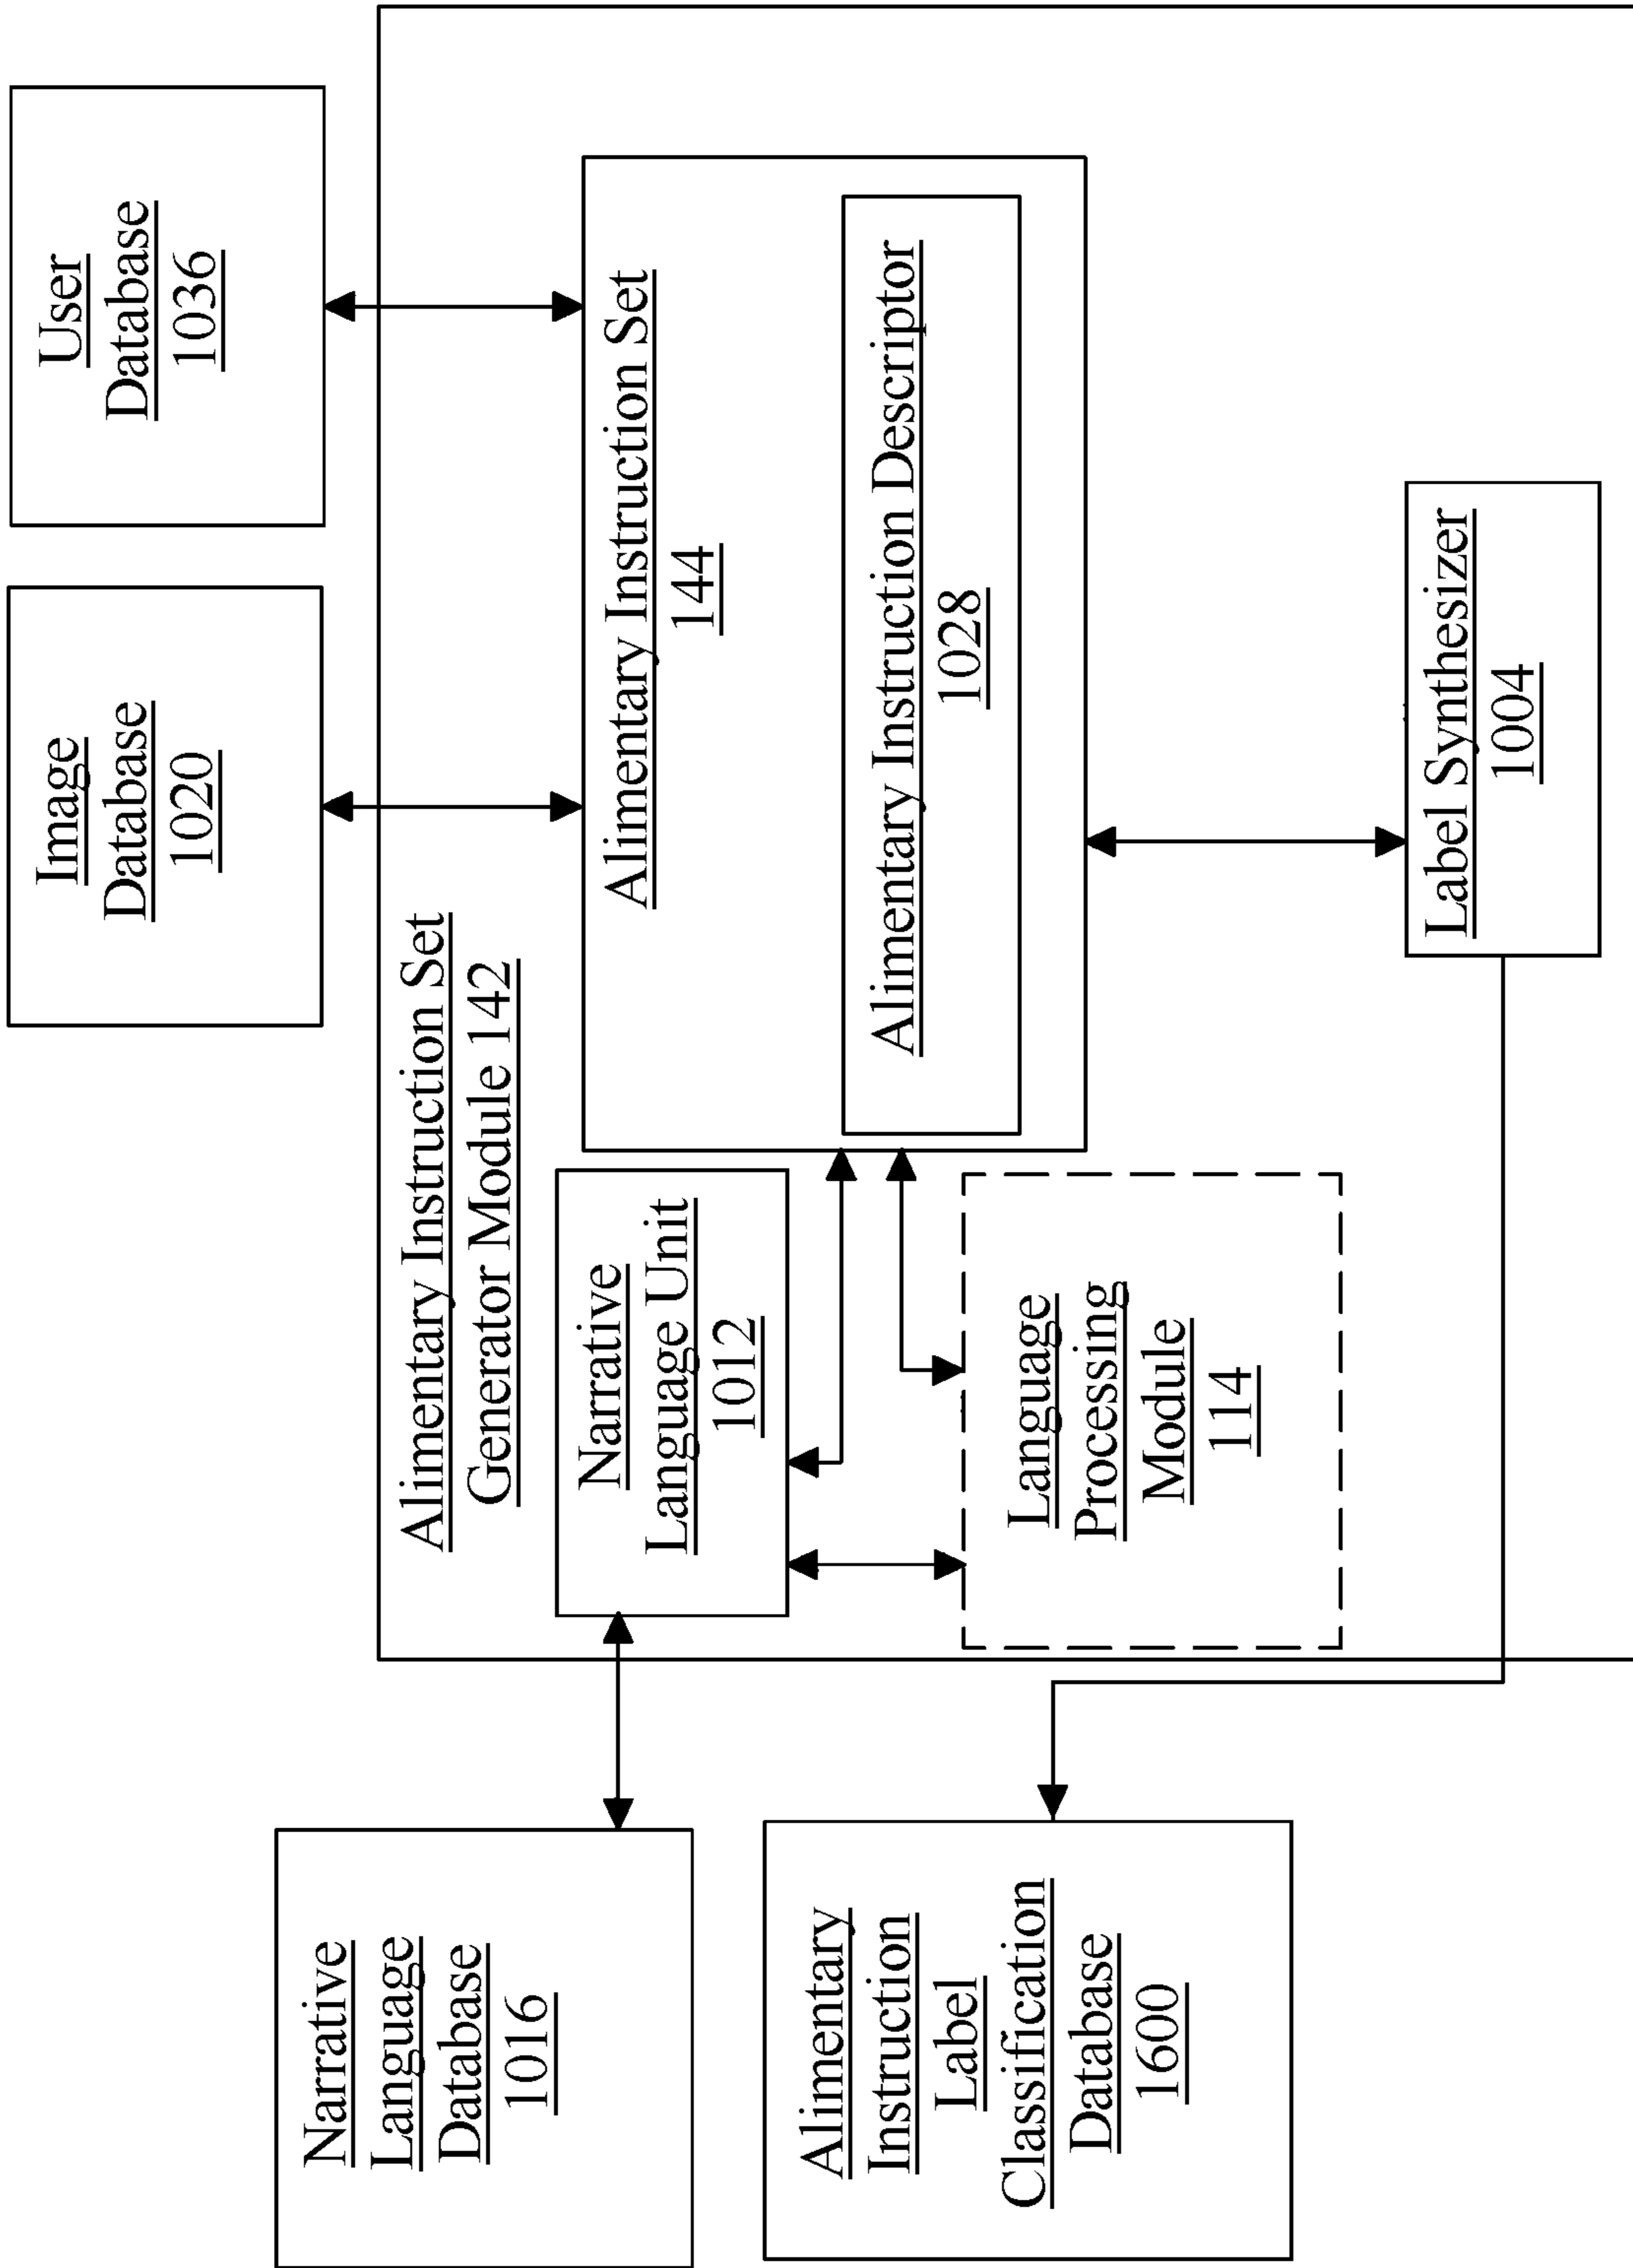 Image
Database
1020
User
Database
1036
Alimentary Instruction Set
Generator Module 142
Narrative
Language
Database
1016
Narrative
Language Unit
1012
Alimentary Instruction Set
144
Alimentary Instruction Descriptor
1028
Alimentary
Instruction
Label
Classification
Database
1600
Language
Processing
Module
114
Label Synthesizer
1004